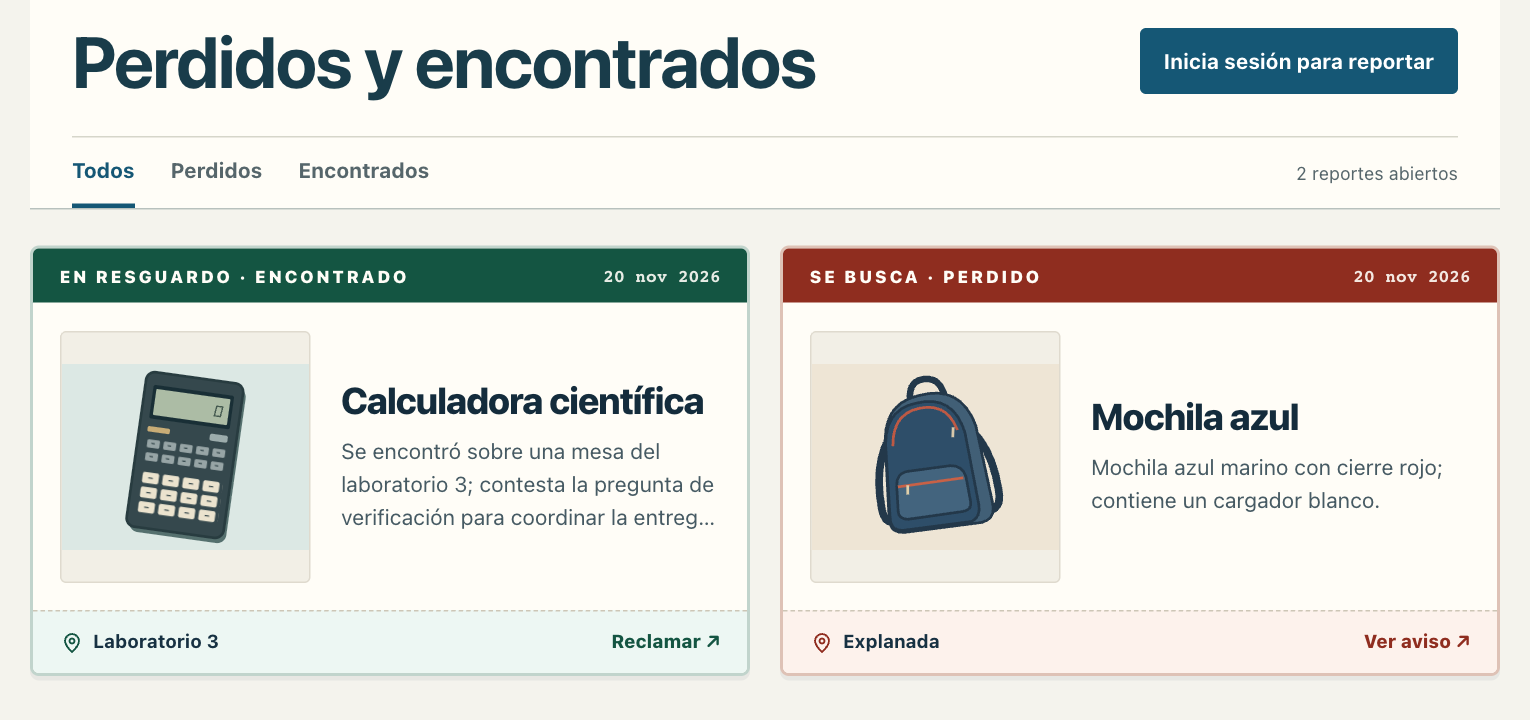 Perdidos y encontrados
Inicia sesión para reportar
Todos
Perdidos
Encontrados
2 reportes abiertos
EN RESGUARDO · ENCONTRADO
20 nov 2026
0
Calculadora científica
Se encontró sobre una mesa del
laboratorio 3; contesta la pregunta de
verificación para coordinar la entreg...
Laboratorio 3
Reclamar ↗
SE BUSCA · PERDIDO
20 nov 2026
Mochila azul
Mochila azul marino con cierre rojo;
contiene un cargador blanco.
Explanada
Ver aviso ↗